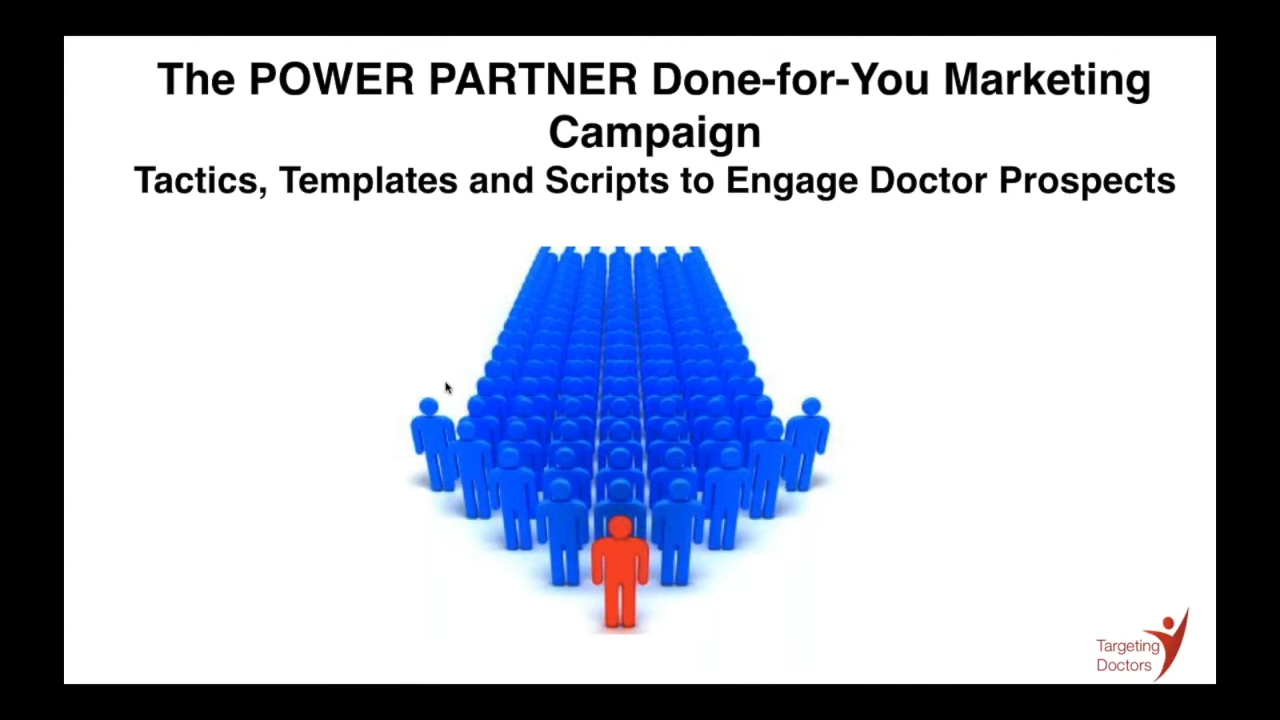 The POWER PARTNER Done-for-You Marketing
Campaign
Tactics, Templates and Scripts to Engage Doctor Prospects
Targeting
Doctors